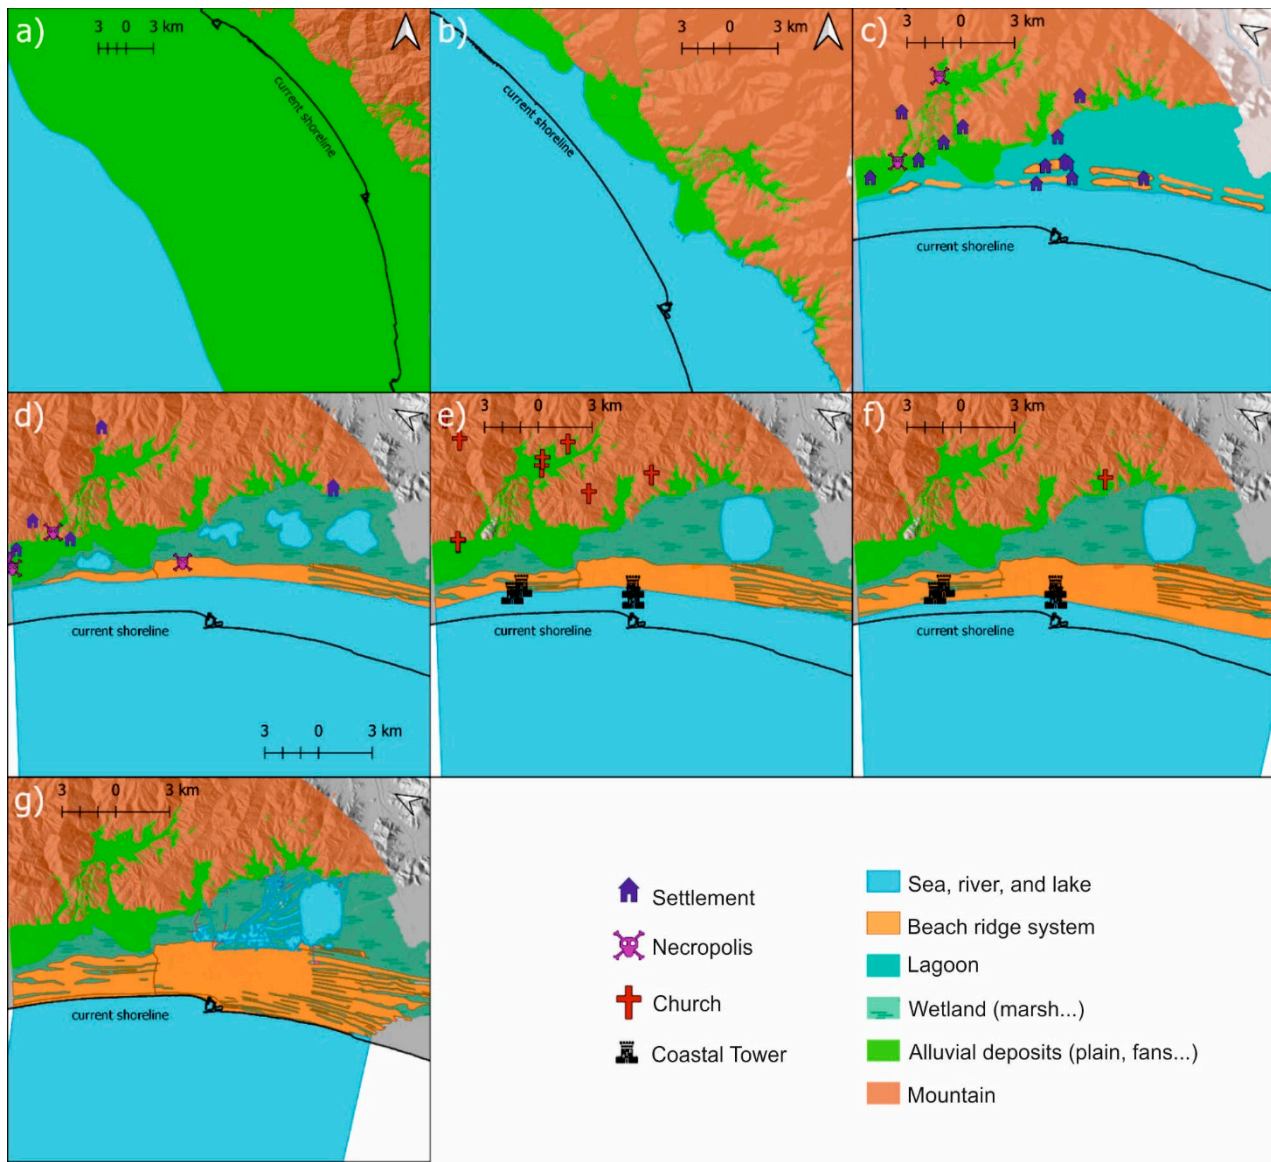 a)
3 0 3 km
current shoreline
b)
3 0 3 km
current shoreline
c)
3 0 3 km
current shoreline
d)
current shoreline
3 0 3 km
e)
3 0 3 km
current shoreline
f)
3 0 3 km
current shoreline
g)
3 0 3 km
current shoreline
Settlement
Necropolis
Church
Coastal Tower
Sea, river, and lake
Beach ridge system
Lagoon
Wetland (marsh...)
Alluvial deposits (plain, fans...)
Mountain